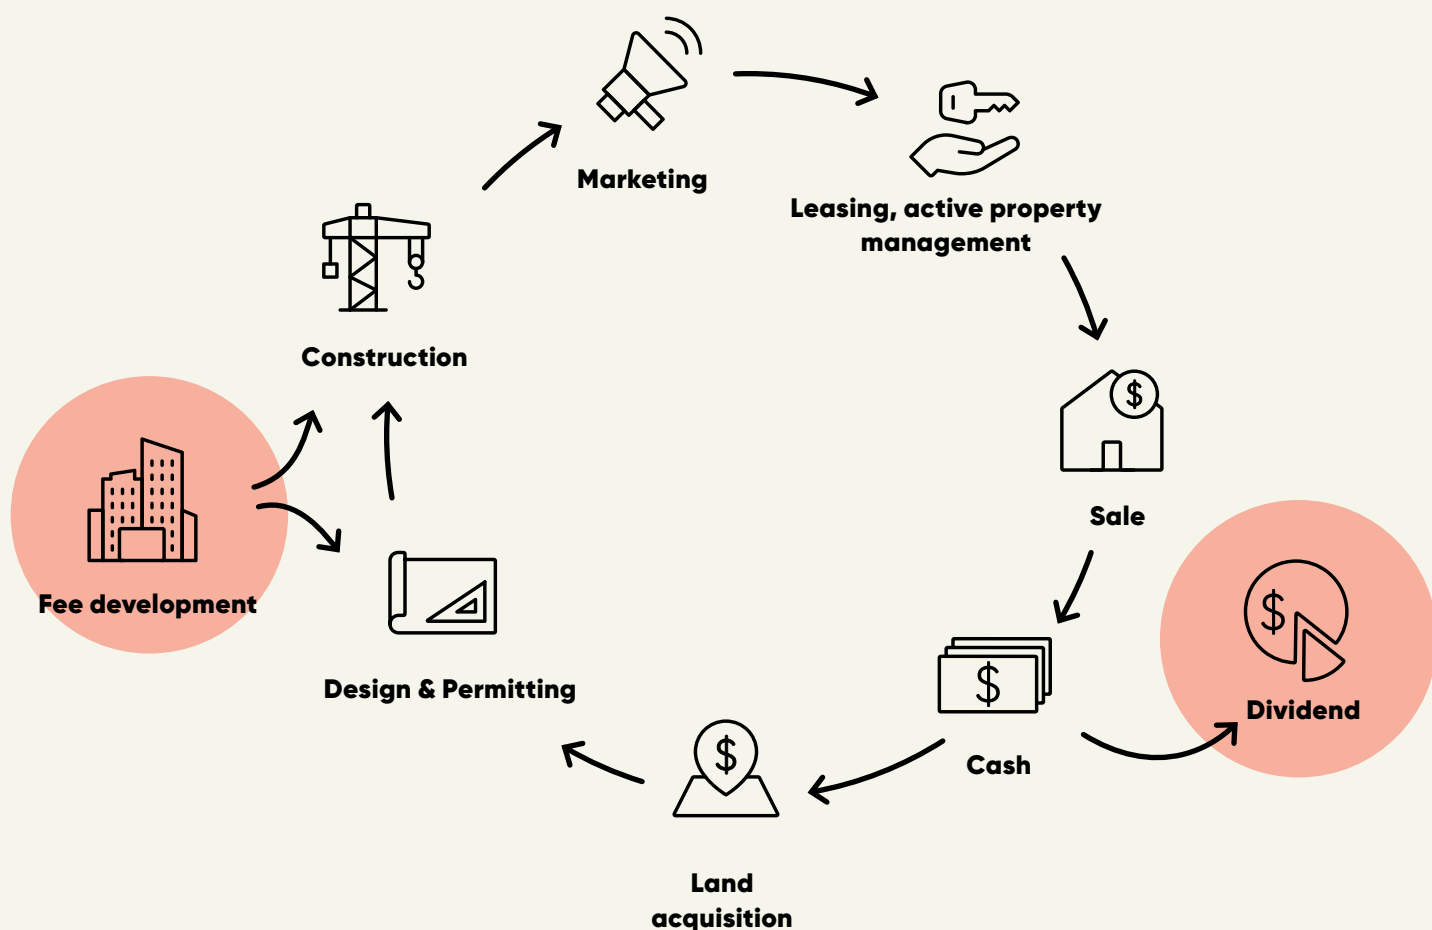 Marketing
Leasing, active property
management
Construction
$
Sale
Fee development
Design & Permitting
$
Dividend
$
Cash
$
Land
acquisition